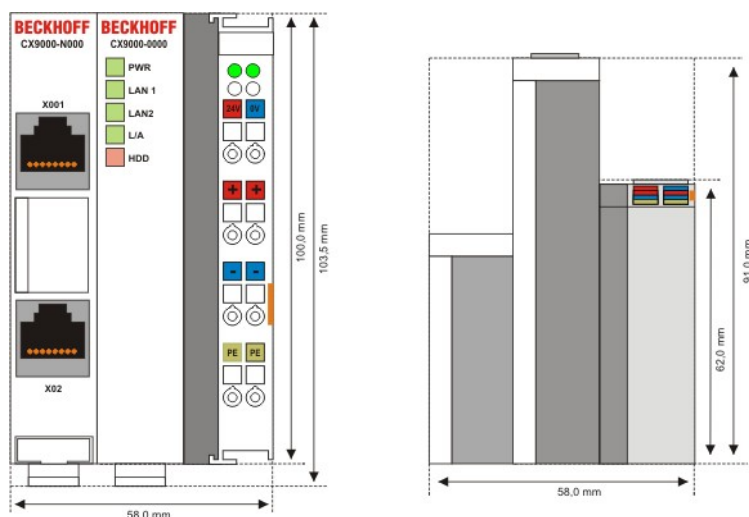 BECKHOFF
CX9000-N000
BECKHOFF
CX9000-0000
PWR
LAN 1
LAN2
L/A
HDD
X001
X02
24V
0V
+
+
-
-
PE
PE
100,0 mm
103,5 mm
58,0 mm
62,0 mm
91,0 mm
58,0 mm